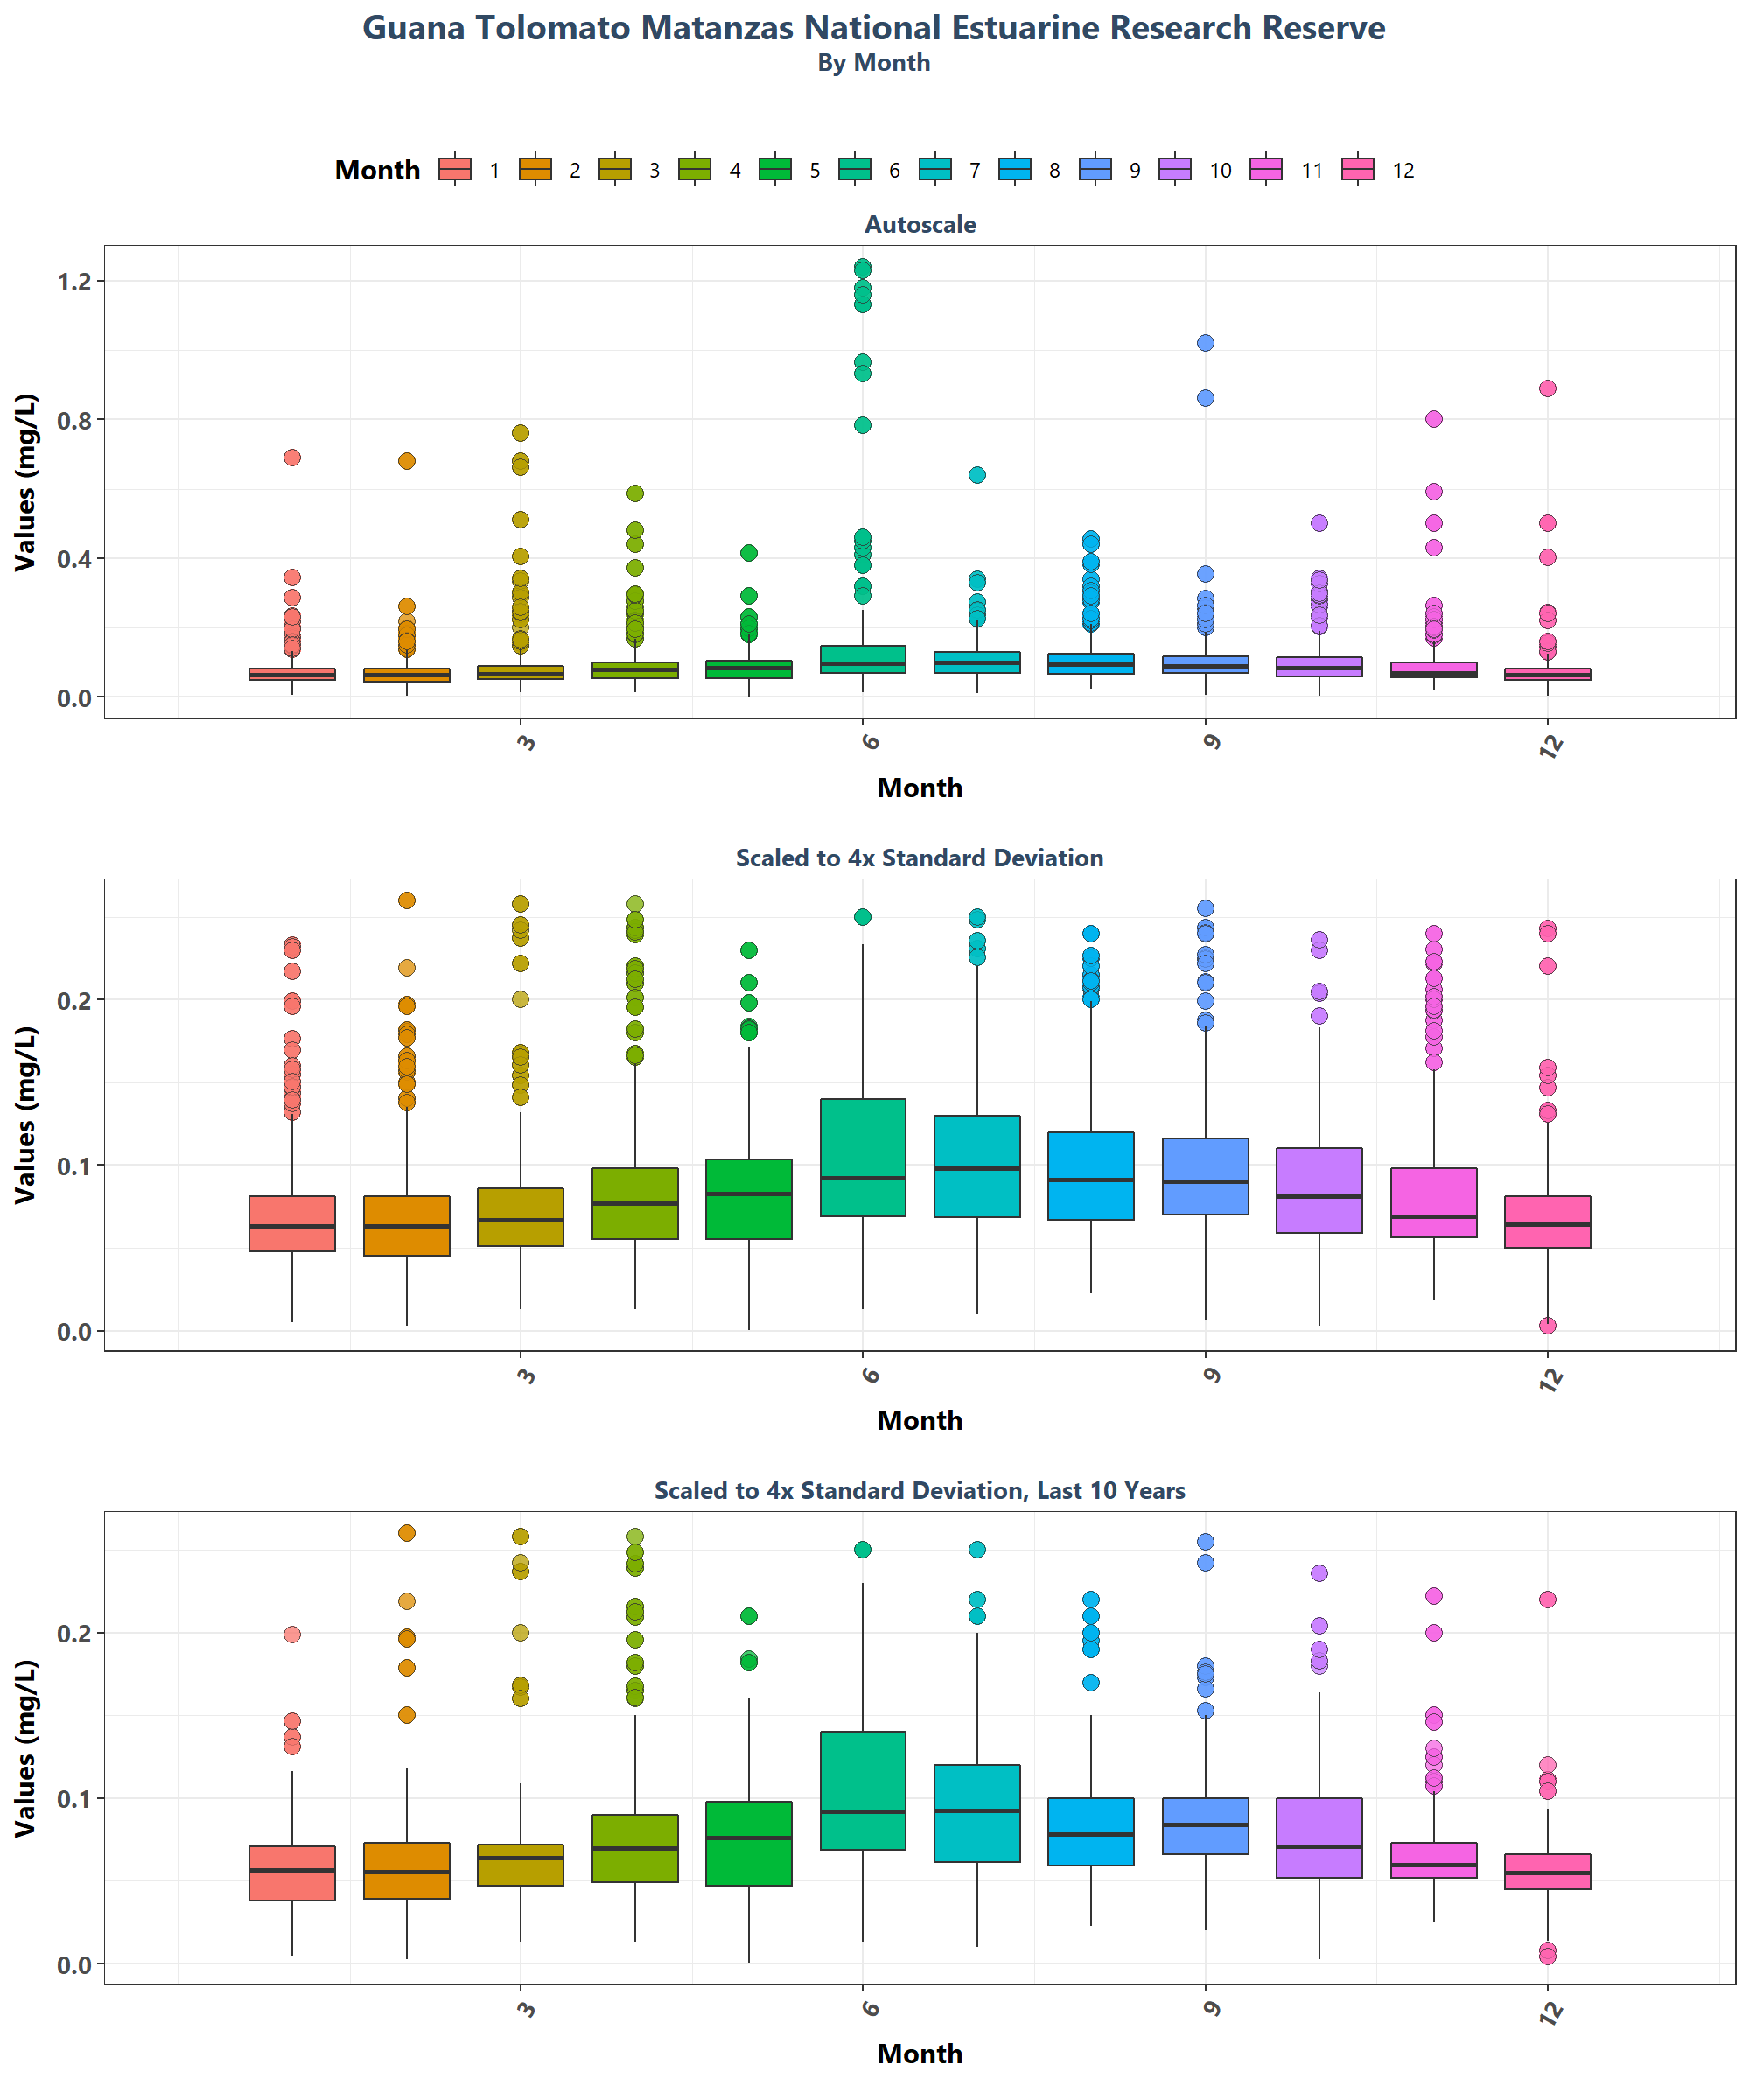 Guana Tolomato Matanzas National Estuarine Research Reserve
By Month
Month 1 2 3 4 5 6 7 8 9 10 11 12
Autoscale
Values (mg/L)
1.2
0.8
0.4
0.0
3 6 9 12
Month
Scaled to 4x Standard Deviation
Values (mg/L)
0.2
0.1
0.0
3 6 9 12
Month
Scaled to 4x Standard Deviation, Last 10 Years
Values (mg/L)
0.2
0.1
0.0
3 6 9 12
Month